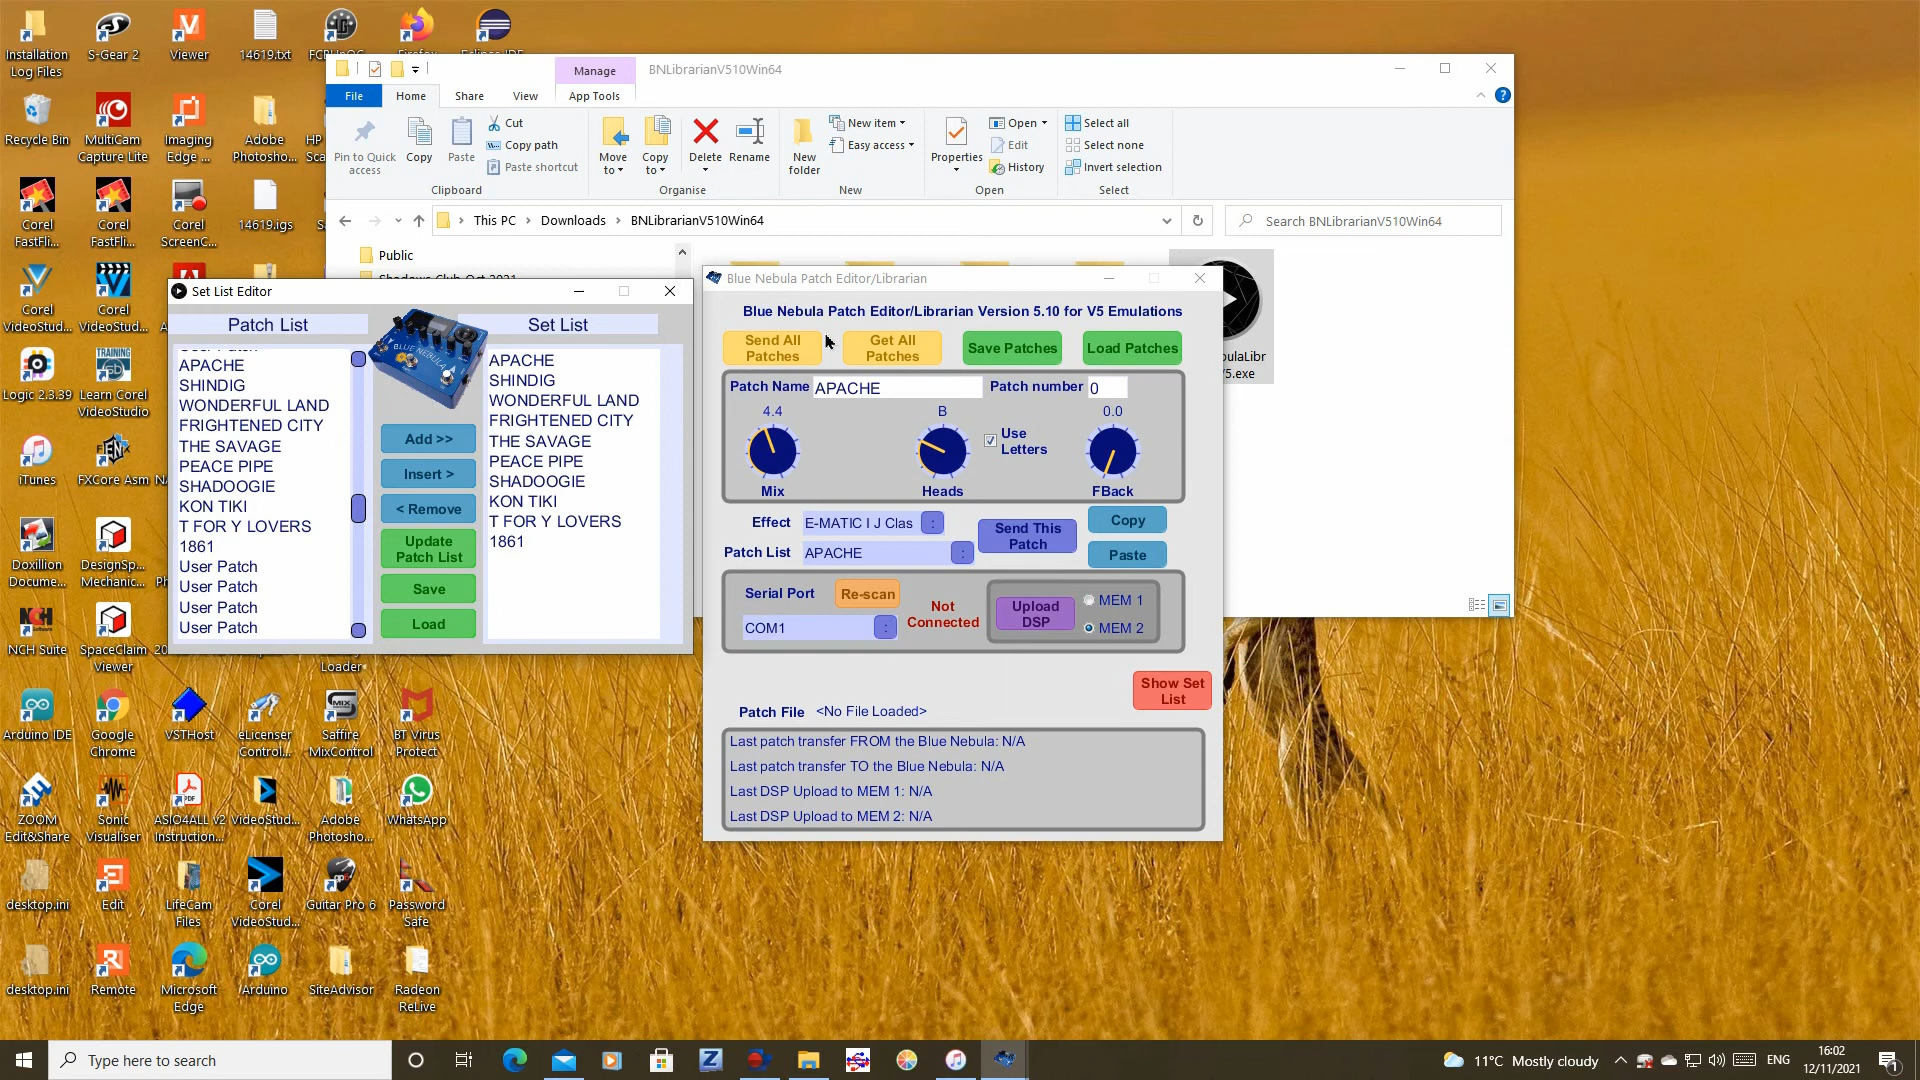 Installation
Log Files
S-Gear 2
Viewer
14619.txt
Recycle Bin
MultiCam
Capture Lite
Imaging
Edge ...
Adobe
Photosho...
Corel
FastFli...
Corel
FastFli...
Corel
ScreenC...
14619.igs
Corel
VideoStud...
Corel
VideoStud...
Logic 2.3.39
Learn Corel
VideoStudio
iTunes
FXCore Asm
Doxillion
Docume...
DesignSp...
Mechanic...
NCH Suite
SpaceClaim
Viewer
Loader
Arduino IDE
Google
Chrome
VSTHost
eLicenser
Control...
Saffire
MixControl
BT Virus
Protect
ZOOM
Edit&Share
Sonic
Visualiser
ASIO4ALL v2
Instruction...
VideoStud...
Adobe
Photosho...
WhatsApp
desktop.ini
Edit
LifeCam
Files
Corel
VideoStud...
Guitar Pro 6
Password
Safe
desktop.ini
Remote
Microsoft
Edge
Arduino
SiteAdvisor
Radeon
ReLive
Manage
BNLibrarianV510Win64
File
Home
Share
View
App Tools
Pin to Quick
access
Copy
Paste
Cut
Copy path
Paste shortcut
Clipboard
Move
to
Copy
to
Delete
Rename
Organise
New
folder
New item
Easy access
New
Properties
Open
Edit
History
Open
Select all
Select none
Invert selection
Select
This PC
Downloads
BNLibrarianV510Win64
Search BNLibrarianV510Win64
Public
Set List Editor
Patch List
Set List
BLUE NEBULA
APACHE
SHINDIG
WONDERFUL LAND
FRIGHTENED CITY
THE SAVAGE
PEACE PIPE
SHADOOGIE
KON TIKI
T FOR Y LOVERS
1861
User Patch
User Patch
User Patch
User Patch
Add >>
Insert >
< Remove
Update
Patch List
Save
Load
APACHE
SHINDIG
WONDERFUL LAND
FRIGHTENED CITY
THE SAVAGE
PEACE PIPE
SHADOOGIE
KON TIKI
T FOR Y LOVERS
1861
Blue Nebula Patch Editor/Librarian
Blue Nebula Patch Editor/Librarian Version 5.10 for V5 Emulations
Send All
Patches
Get All
Patches
Save Patches
Load Patches
Patch Name
APACHE
Patch number
0
4.4
B
0.0
Use
Letters
Mix
Heads
FBack
Effect
E-MATIC I J Clas
:
Send This
Patch
Copy
Patch List
APACHE
:
Paste
Serial Port
Re-scan
COM1
:
Not
Connected
Upload
DSP
MEM 1
MEM 2
Show Set
List
Patch File
<No File Loaded>
Last patch transfer FROM the Blue Nebula: N/A
Last patch transfer TO the Blue Nebula: N/A
Last DSP Upload to MEM 1: N/A
Last DSP Upload to MEM 2: N/A
Type here to search
11°C Mostly cloudy
ENG
16:02
12/11/2021
1